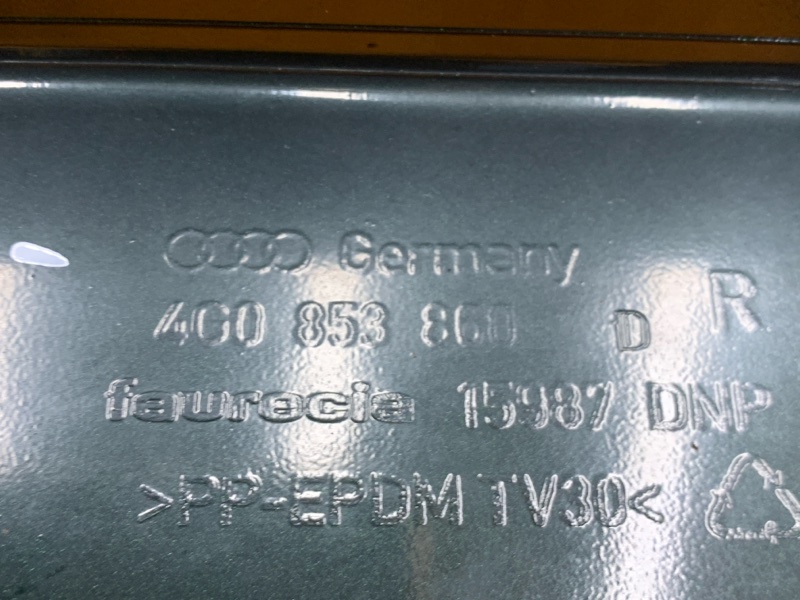 Germany
4G0 853 860 D R
faurecia 15987 DNP
>PP-EPDM TV30<